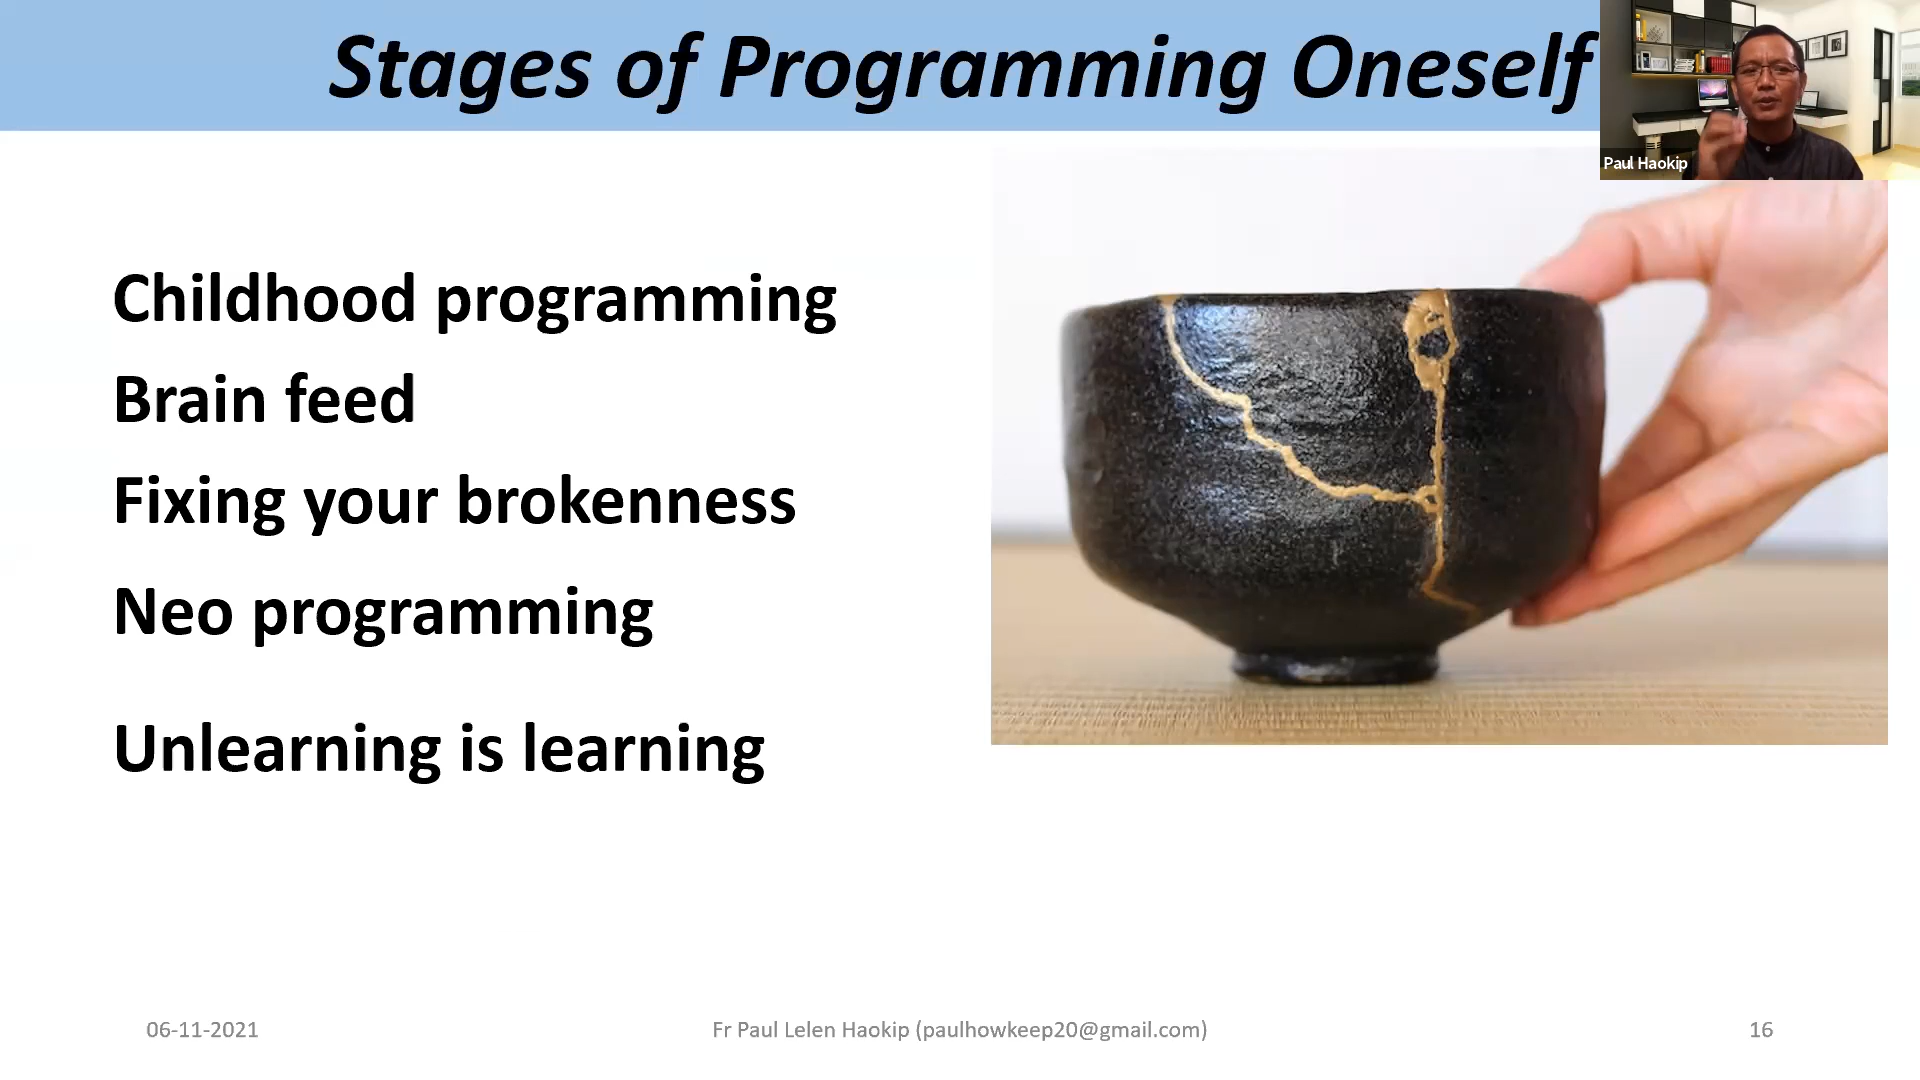 Stages of Programming Oneself
Paul Haokip
Childhood programming
Brain feed
Fixing your brokenness
Neo programming
Unlearning is learning
06-11-2021
Fr Paul Lelen Haokip (paulhowkeep20@gmail.com)
16